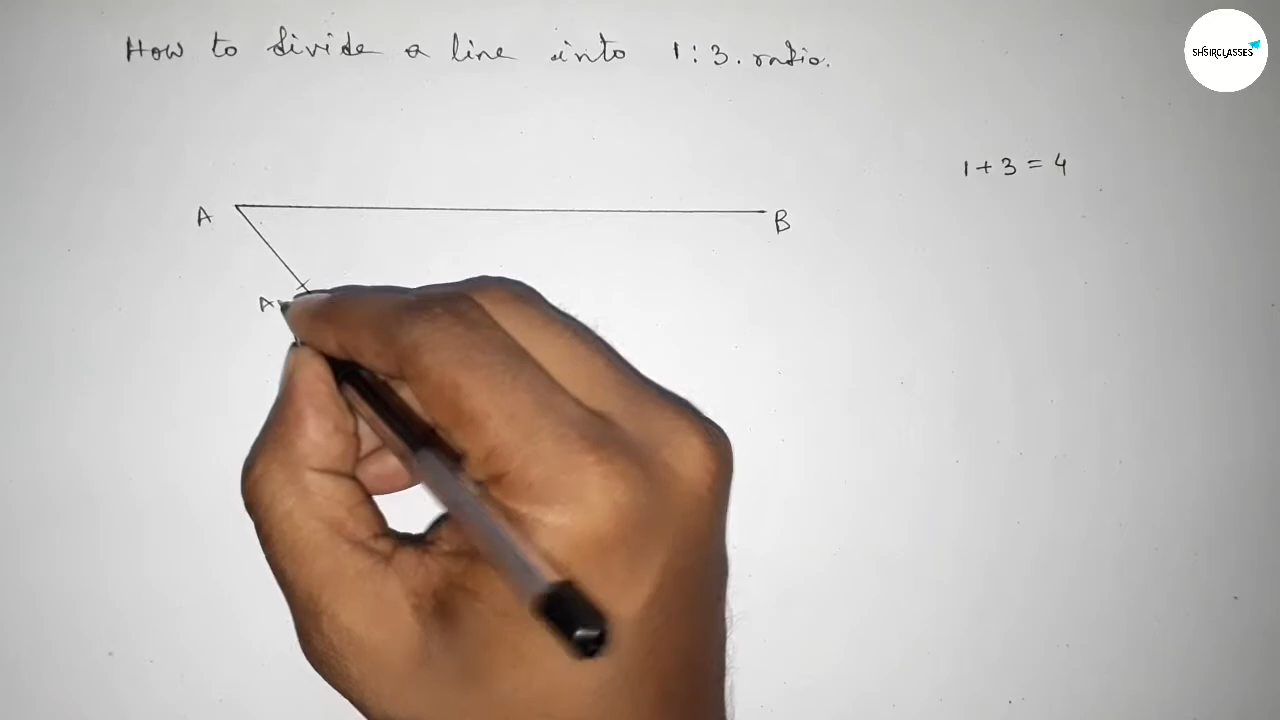 How to divide a line into 1:3. ratio.
SHSIRCLASSES
1+3=4
A
B
A